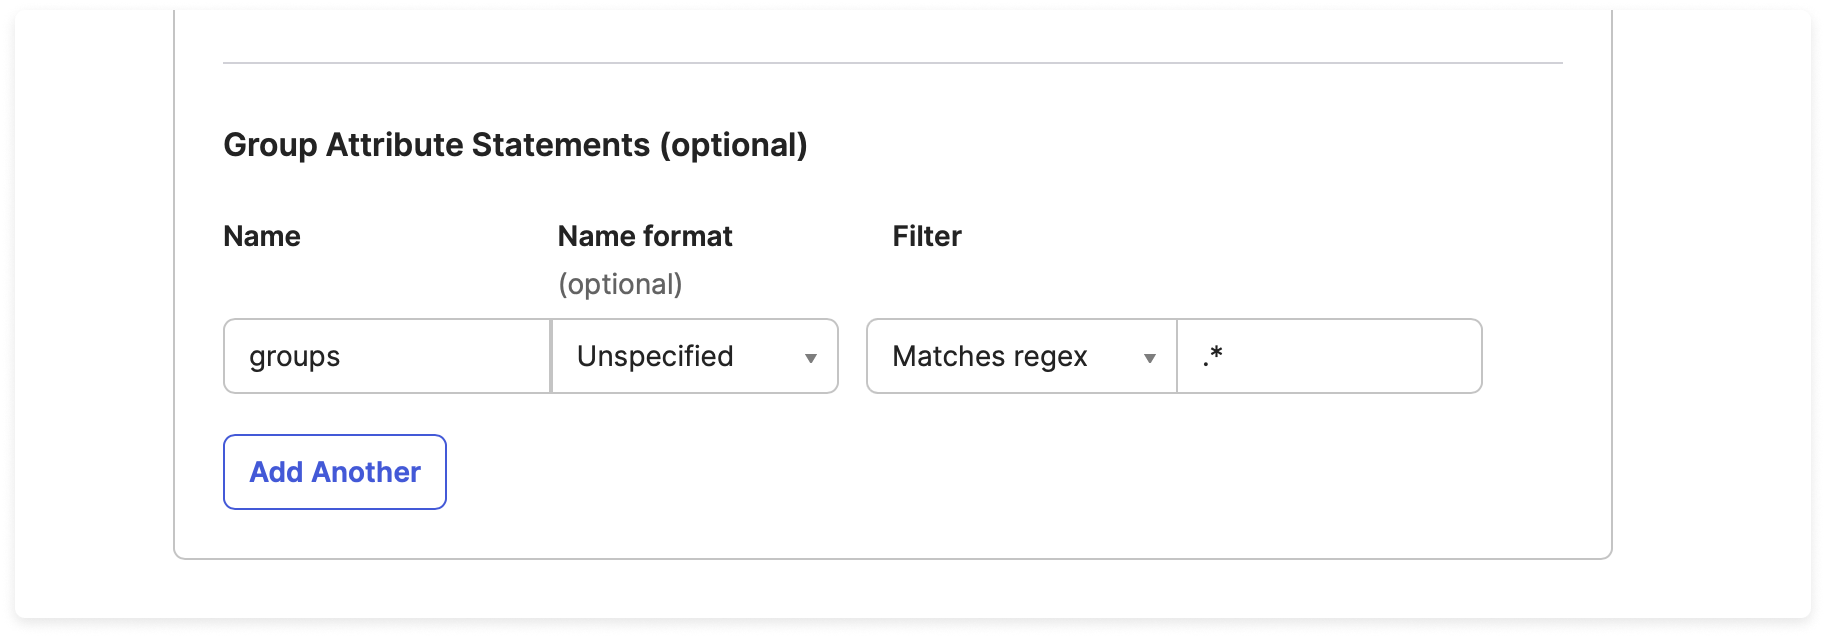 Group Attribute Statements (optional)
Name Name format Filter
(optional)
groups Unspecified Matches regex .*
Add Another